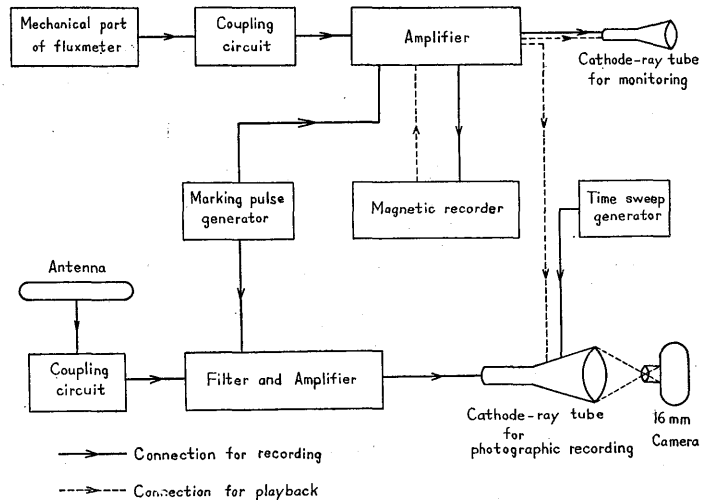 Mechanical part
of fluxmeter
Coupling
circuit
Amplifier
Cathode-ray tube
for monitoring
Marking pulse
generator
Magnetic recorder
Time sweep
generator
Antenna
Coupling
circuit
Filter and Amplifier
Cathode-ray tube
for
photographic recording
16 mm
Camera
Connection for recording
Connection for playback